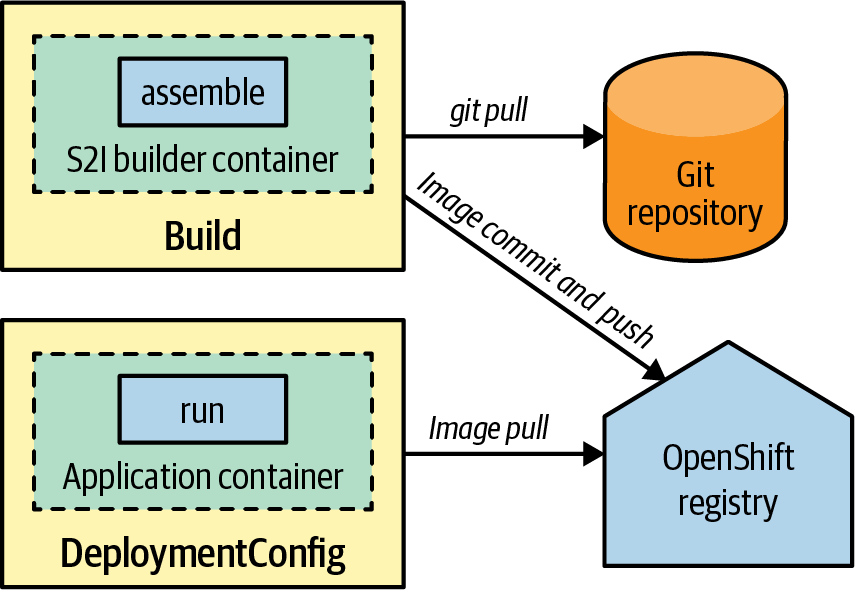 assemble
S2I builder container
Build
git pull
Git
repository
Image commit and push
run
Application container
DeploymentConfig
Image pull
OpenShift
registry